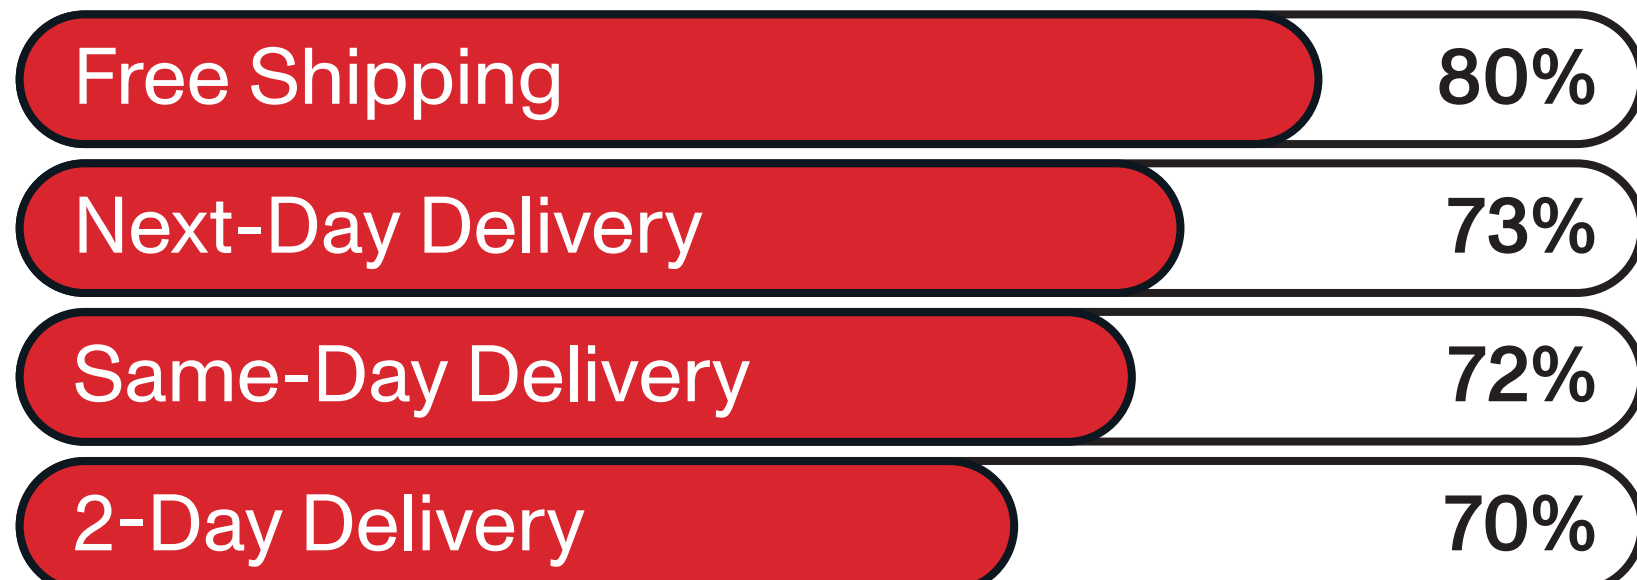 Free Shipping 80%
Next-Day Delivery 73%
Same-Day Delivery 72%
2-Day Delivery 70%